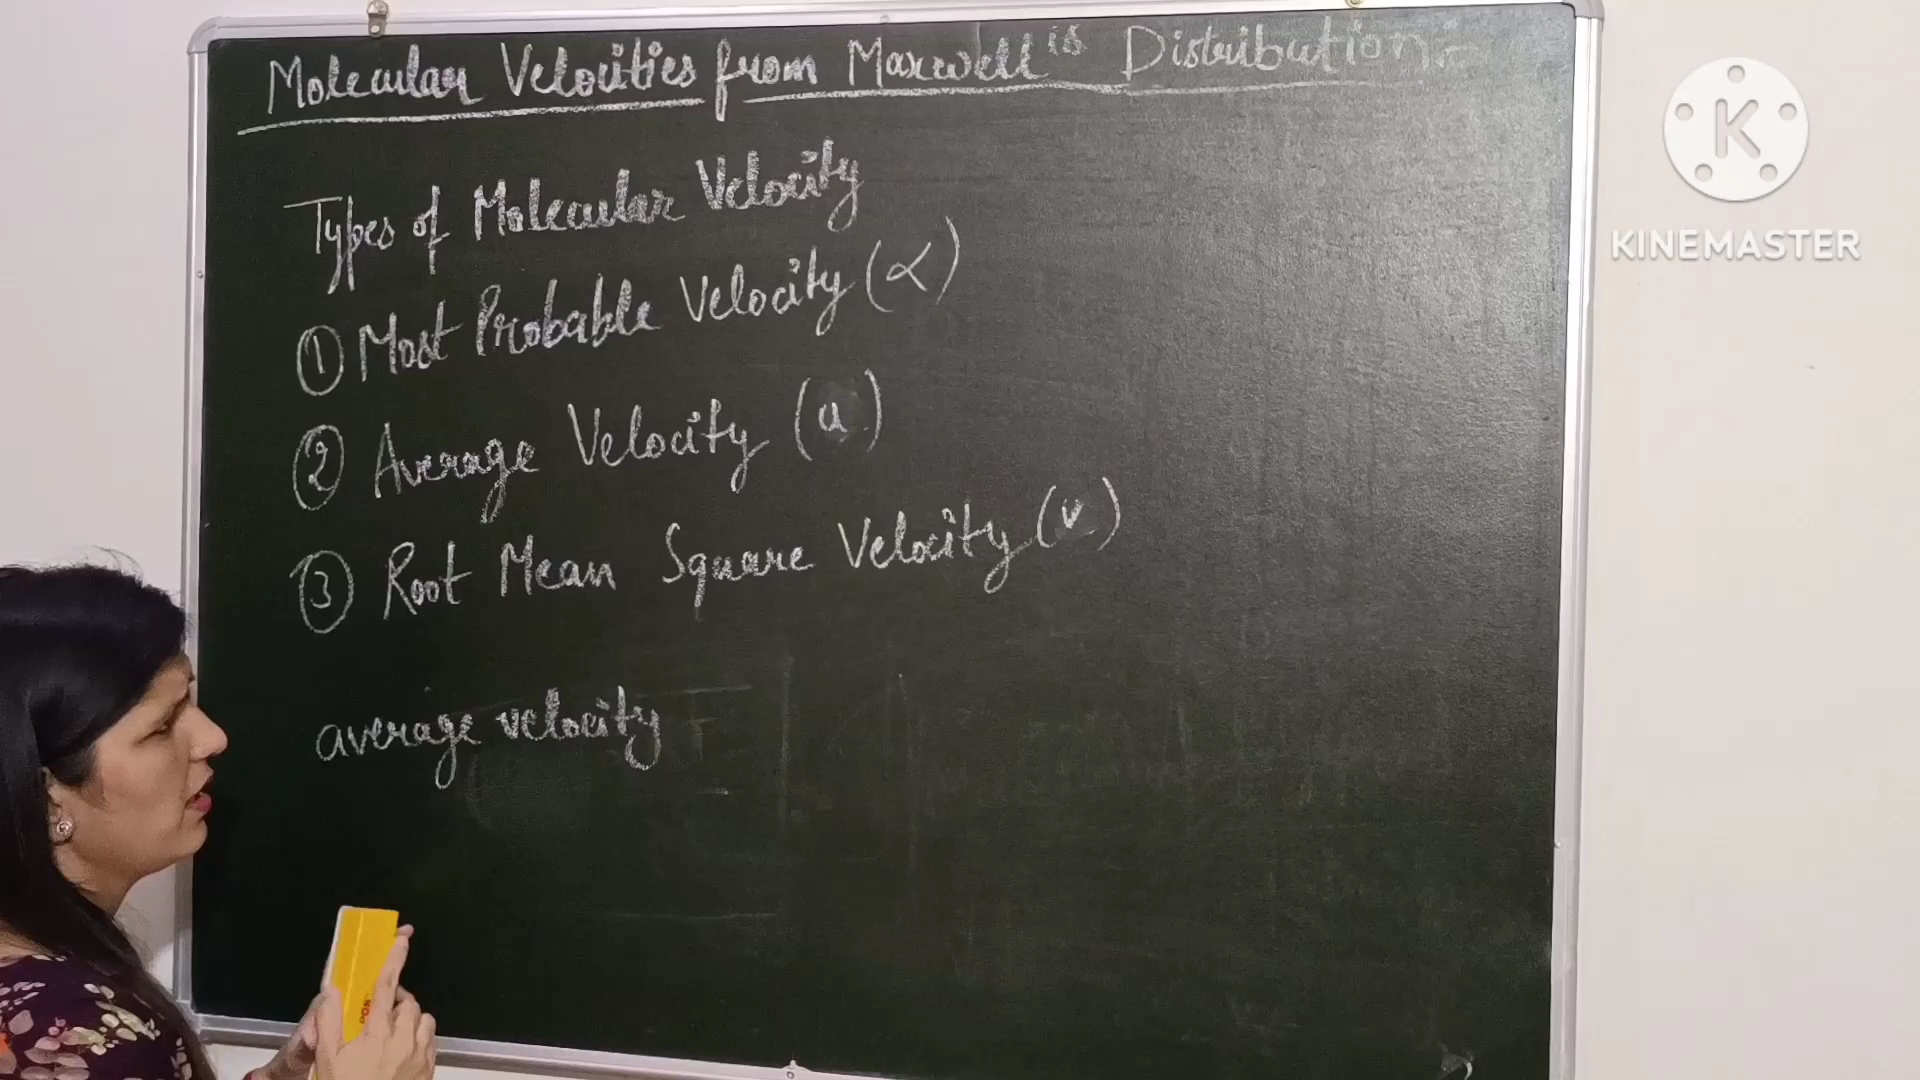 Molecular Velocities from Maxwell's Distribution:-
Types of Molecular Velocity
① Most Probable Velocity (α)
② Average Velocity (u)
③ Root Mean Square Velocity (v)
average velocity
K
KINEMASTER